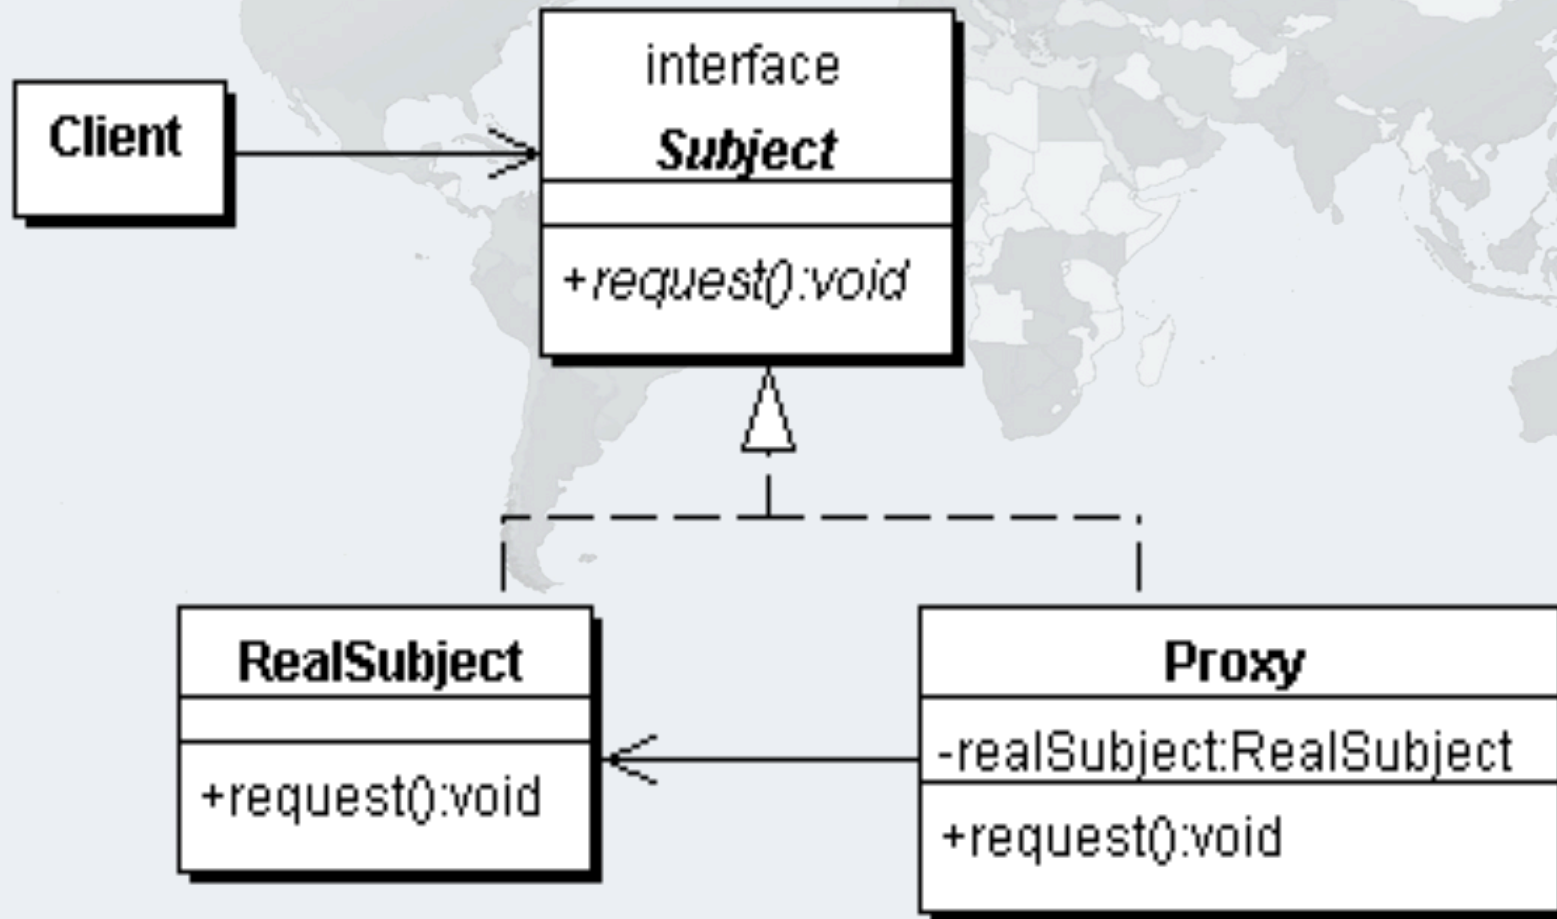 Client
interface
Subject
+request():void
RealSubject
+request():void
Proxy
-realSubject:RealSubject
+request():void